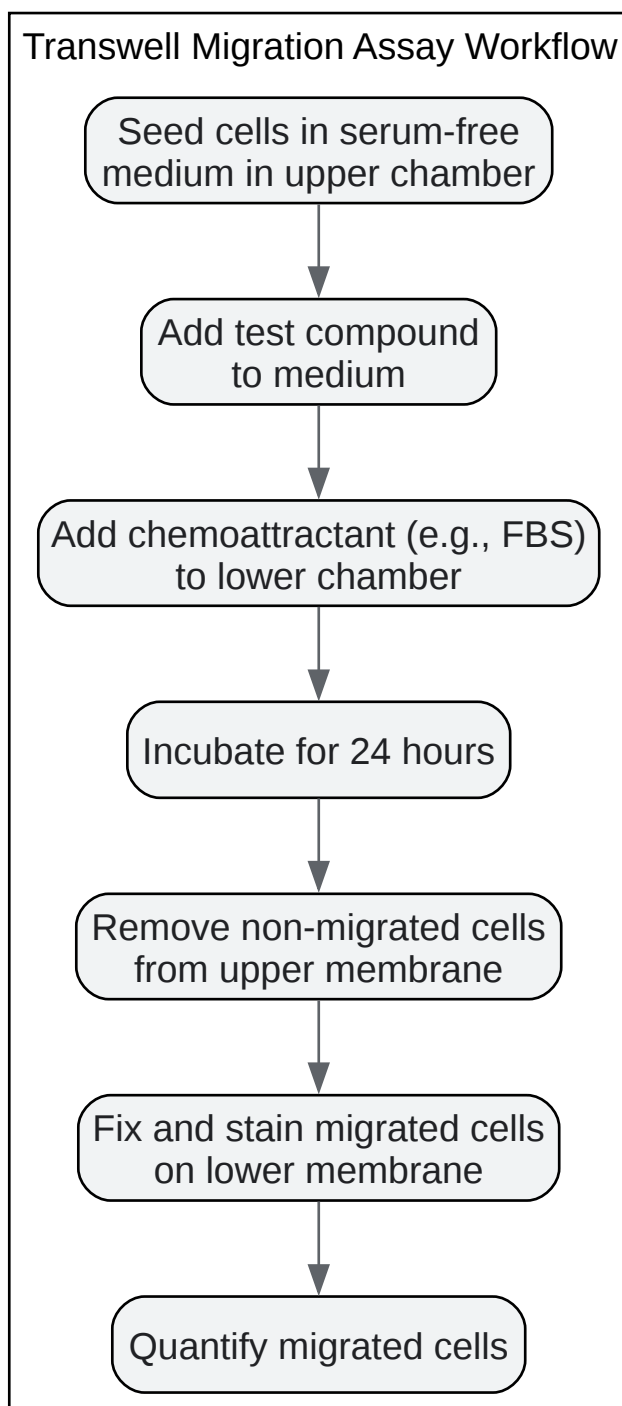 Transwell Migration Assay Workflow
Seed cells in serum-free
medium in upper chamber
Add test compound
to medium
Add chemoattractant (e.g., FBS)
to lower chamber
Incubate for 24 hours
Remove non-migrated cells
from upper membrane
Fix and stain migrated cells
on lower membrane
Quantify migrated cells